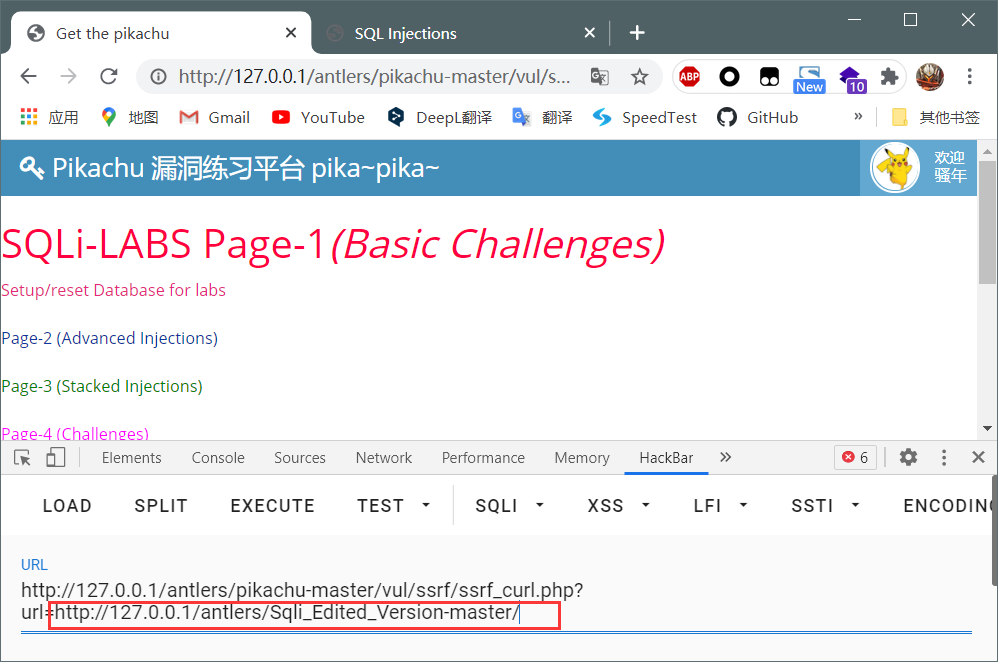 Get the pikachu
SQL Injections
http://127.0.0.1/antlers/pikachu-master/vul/s...
ABP
New
10
应用
地图
Gmail
YouTube
DeepL翻译
翻译
SpeedTest
GitHub
»
其他书签
Pikachu 漏洞练习平台 pika~pika~
欢迎
骚年
SQLi-LABS Page-1(Basic Challenges)
Setup/reset Database for labs
Page-2 (Advanced Injections)
Page-3 (Stacked Injections)
Page-4 (Challenges)
Elements
Console
Sources
Network
Performance
Memory
HackBar
»
6
LOAD
SPLIT
EXECUTE
TEST
SQLI
XSS
LFI
SSTI
ENCODING
URL
http://127.0.0.1/antlers/pikachu-master/vul/ssrf/ssrf_curl.php?
url=http://127.0.0.1/antlers/Sqli_Edited_Version-master/